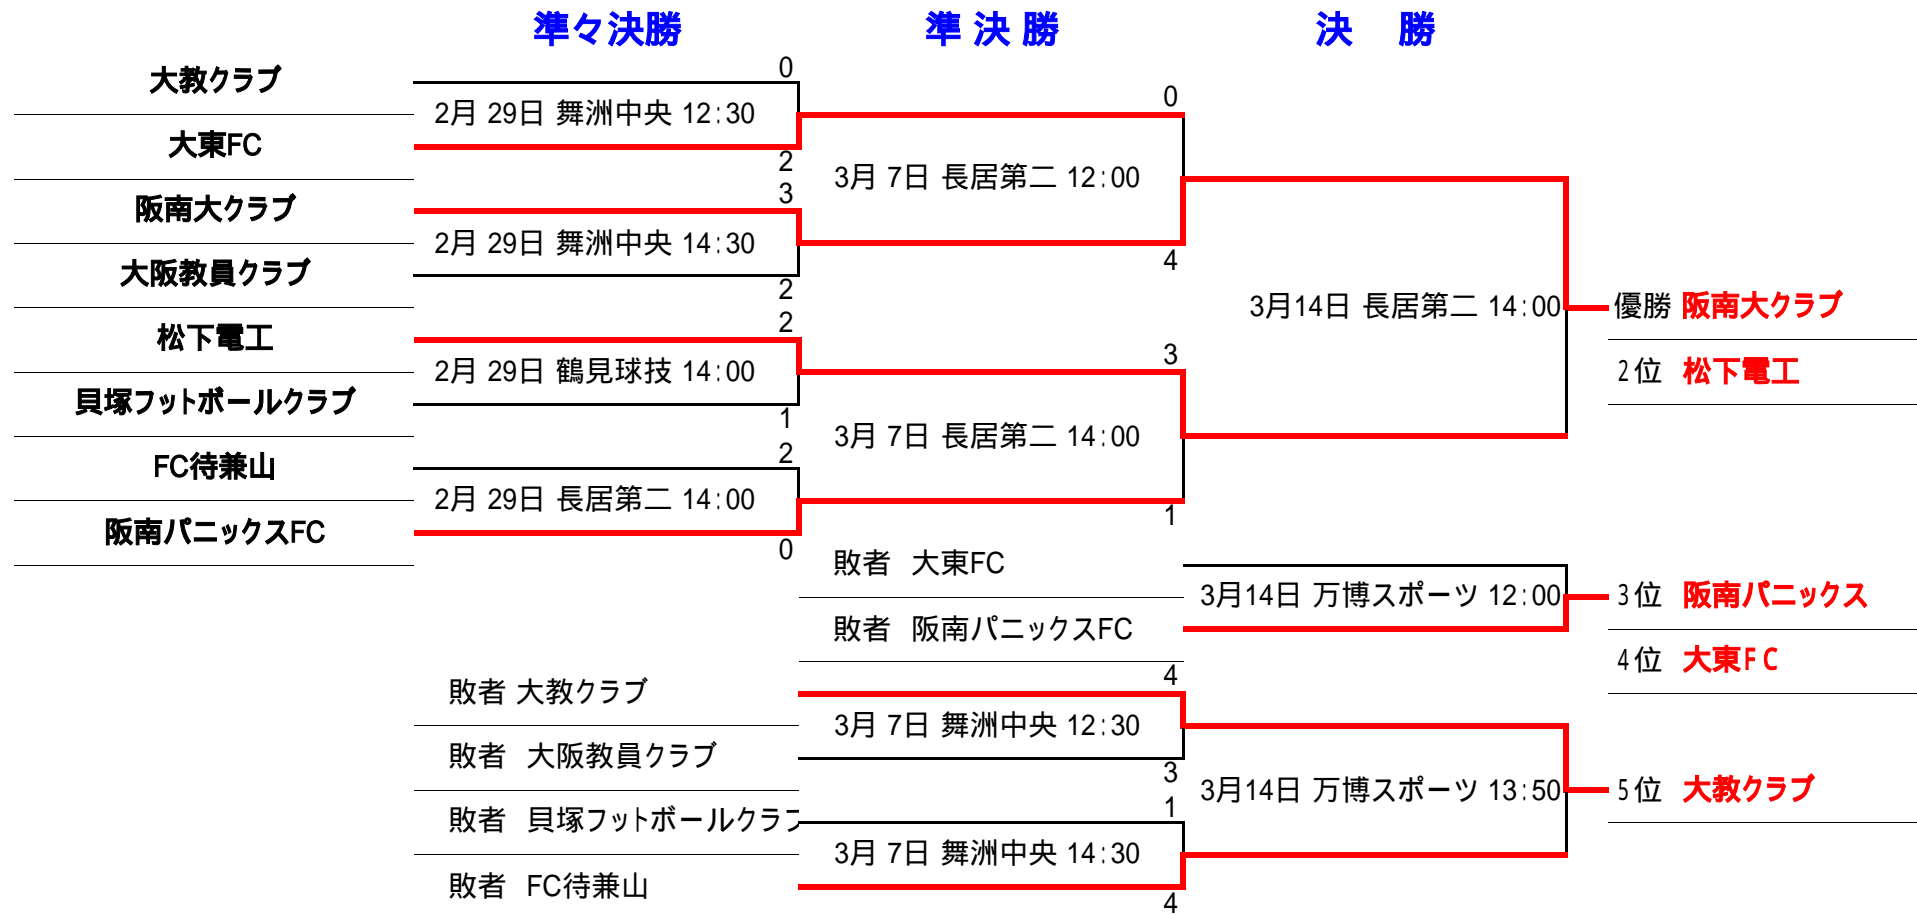 準々決勝 準 決 勝 決 勝
大教クラブ
0
2月 29日 舞洲中央 12:30
大東FC
2
阪南大クラブ
3
2月 29日 舞洲中央 14:30
大阪教員クラブ
2
松下電工
2
2月 29日 鶴見球技 14:00
貝塚フットボールクラブ
1
FC待兼山
2
2月 29日 長居第二 14:00
阪南パニックスFC
0
0
3月 7日 長居第二 12:00
4
3
3月 7日 長居第二 14:00
1
3月14日 長居第二 14:00
優勝 阪南大クラブ
2位 松下電工
敗者 大東FC
3月14日 万博スポーツ 12:00
敗者 阪南パニックスFC
3位 阪南パニックス
4位 大東FC
敗者 大教クラブ
4
3月 7日 舞洲中央 12:30
敗者 大阪教員クラブ
3
敗者 貝塚フットボールクラブ
1
3月 7日 舞洲中央 14:30
敗者 FC待兼山
4
3月14日 万博スポーツ 13:50
5位 大教クラブ